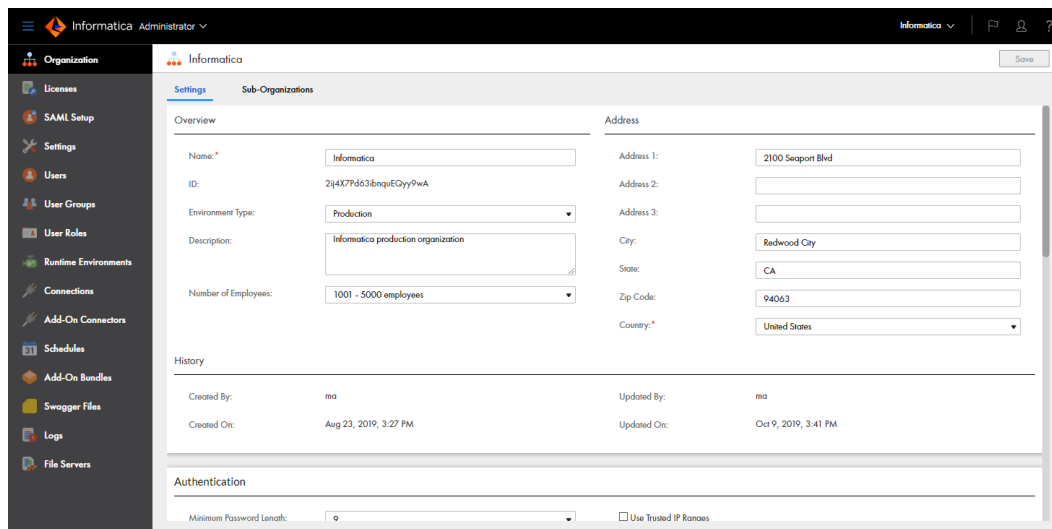 Informatica Administrator
Informatica
?
Organization
Licenses
SAML Setup
Settings
Users
User Groups
User Roles
Runtime Environments
Connections
Add-On Connectors
31 Schedules
Add-On Bundles
Swagger Files
Logs
File Servers
Informatica
Save
Settings Sub-Organizations
Overview
Name:* Informatica
ID: 2ij4X7Pd63ibnquEQyy9wA
Environment Type: Production
Description: Informatica production organization
Number of Employees: 1001 - 5000 employees
Address
Address 1: 2100 Seaport Blvd
Address 2:
Address 3:
City: Redwood City
State: CA
Zip Code: 94063
Country:* United States
History
Created By: ma
Updated By: ma
Created On: Aug 23, 2019, 3:27 PM
Updated On: Oct 9, 2019, 3:41 PM
Authentication
Minimum Password Length: 9
Use Trusted IP Ranges